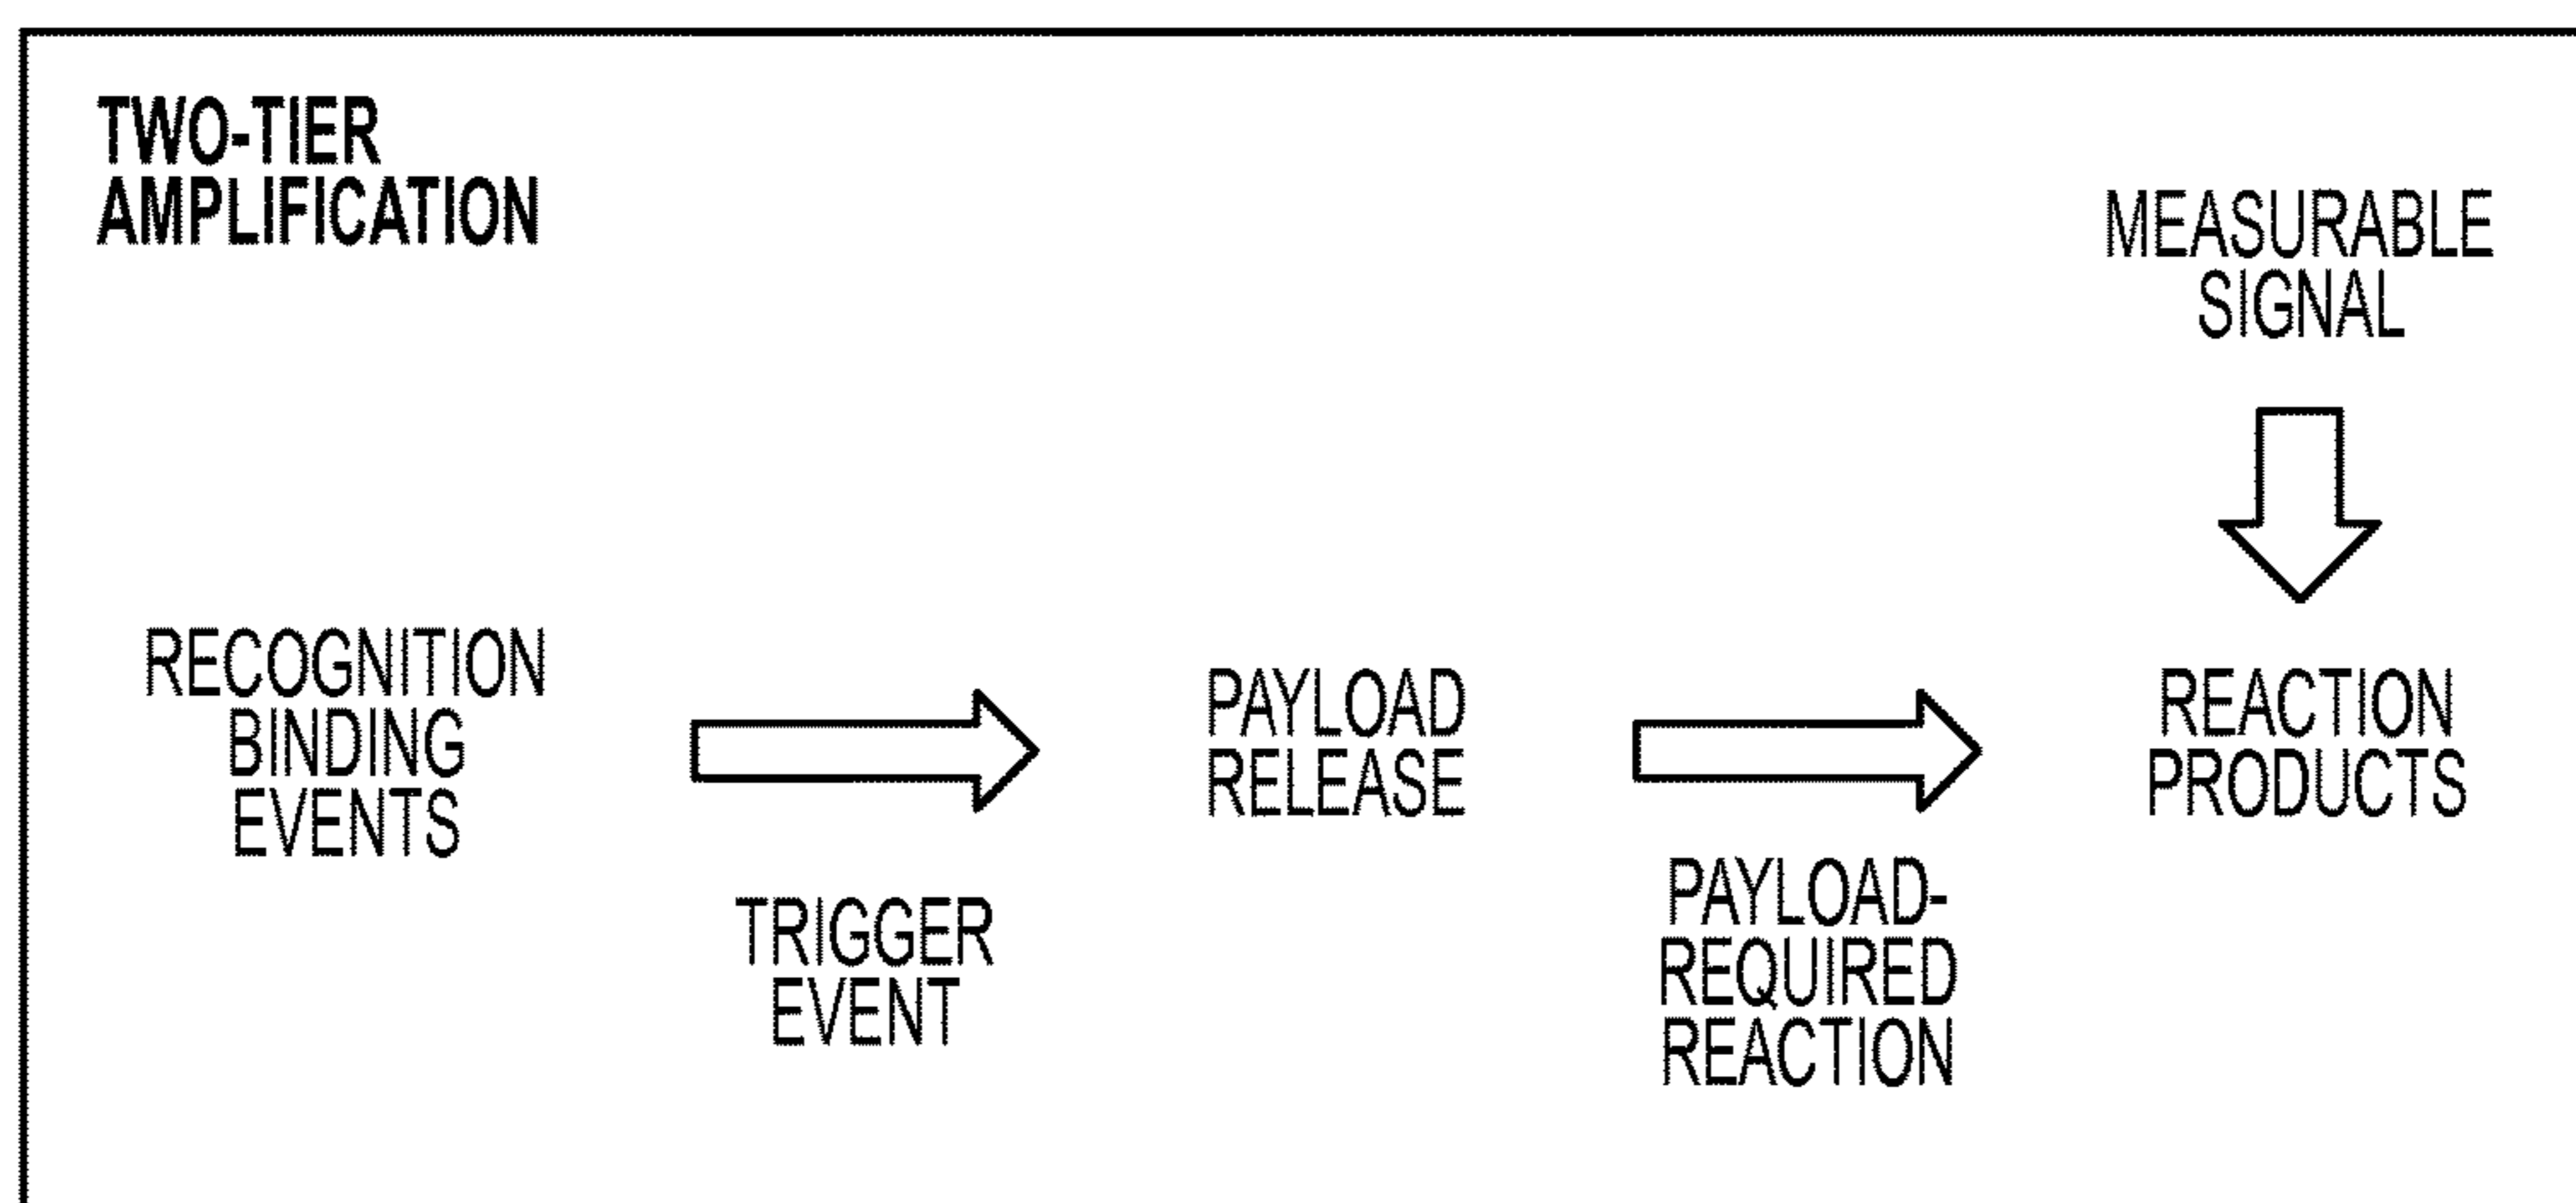 TWO-TIER
AMPLIFICATION
MEASURABLE
SIGNAL
RECOGNITION
BINDING
EVENTS
TRIGGER
EVENT
PAYLOAD
RELEASE
PAYLOAD-
REQUIRED
REACTION
REACTION
PRODUCTS